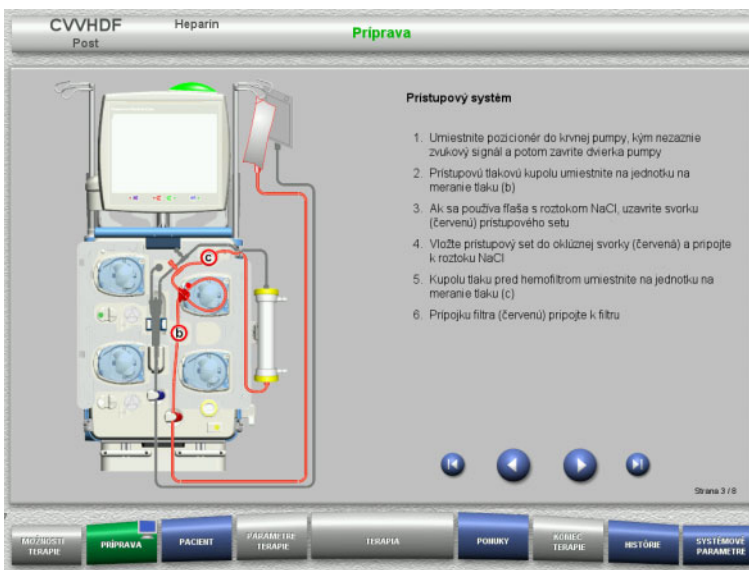 CVVHDF
Heparin
Post
Príprava
Prístupový systém
1. Umiestnite pozicionér do krvnej pumpy, kým nezaznie
zvukový signál a potom zavrite dvierka pumpy
2. Prístupovú tlakovú kupolu umiestnite na jednotku na
meranie tlaku (b)
3. Ak sa používa fľaša s roztokom NaCl, uzavrite svorku
(červenú) prístupového setu
4. Vložte prístupový set do oklúznej svorky (červená) a pripojte
k roztoku NaCl
5. Kupolu tlaku pred hemofiltrom umiestnite na jednotku na
meranie tlaku (c)
6. Prípojku filtra (červenú) pripojte k filtru
c
b
Strana 3 / 8
MOŽNOSTI
TERAPIE
PRÍPRAVA
PACIENT
PARAMETRE
TERAPIE
TERAPIA
PONUKY
KONIEC
TERAPIE
HISTÓRIE
SYSTÉMOVÉ
PARAMETRE